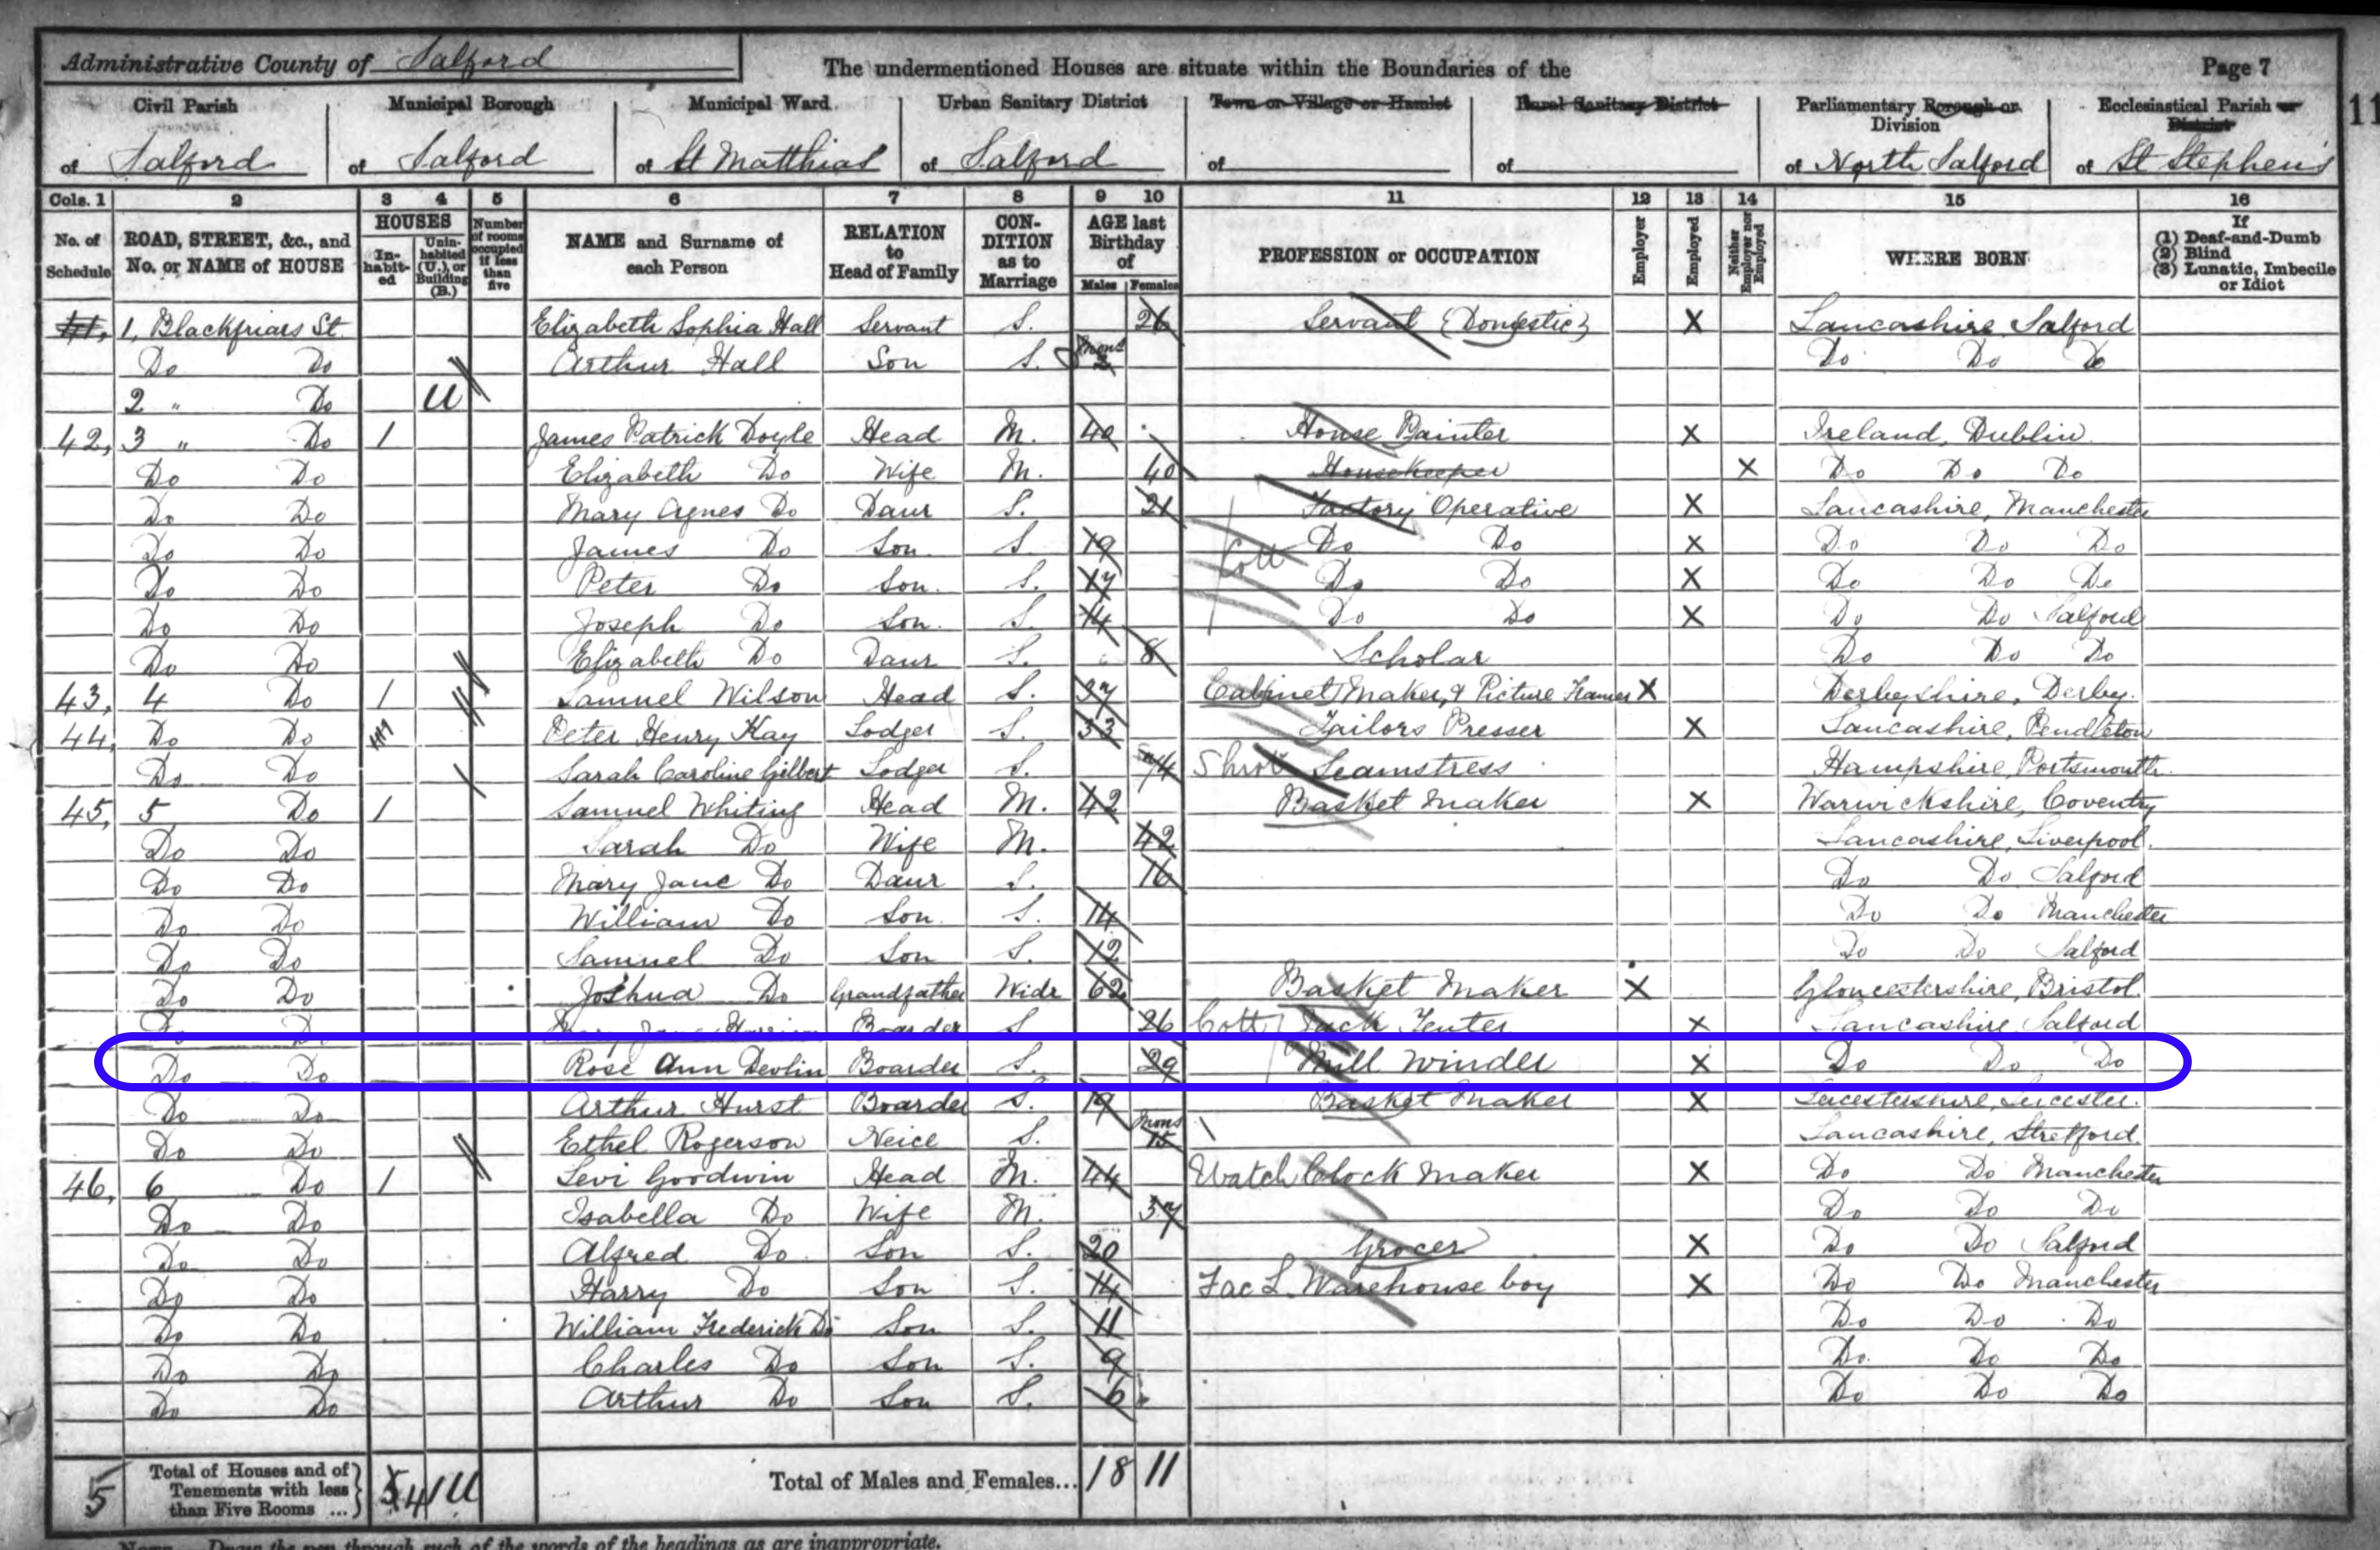 Administrative County of Salford The undermentioned Houses are situate within the Boundaries of the Page 7
Civil Parish Municipal Borough Municipal Ward Urban Sanitary District Town or Village or Hamlet Rural Sanitary District Parliamentary Borough or Division Ecclesiastical Parish or District 11
of Salford of Salford of St Matthias of Salford of of of North Salford of St Stephens
Cols. 1 2 3 4 5 6 7 8 9 10 11 12 13 14 15 16
No. of Schedule ROAD, STREET, &c., and No. or NAME of HOUSE HOUSES Inhabited Uninhabited (U.), or Building (B.) Number of rooms occupied if less than five NAME and Surname of each Person RELATION to Head of Family CONDITION as to Marriage AGE last Birthday of Males Females PROFESSION or OCCUPATION Employer Employed Neither Employer nor Employed WHERE BORN If (1) Deaf-and-Dumb (2) Blind (3) Lunatic, Imbecile or Idiot
41, 1, Blackfriars St. Elizabeth Sophia Hall Servant S. 26 Servant (Domestic) X Lancashire Salford
Do Do Arthur Hall Son S. mons 2 Do Do Do
2 " Do U
42, 3 " Do 1 James Patrick Doyle Head M. 40 House Painter X Ireland, Dublin
Do Do Elizabeth Do Wife M. 40 Housekeeper X Do Do Do
Do Do Mary Agnes Do Daur S. 21 Factory Operative X Lancashire, Manchester
Do Do James Do Son S. 19 Cott Do Do X Do Do Do
Do Do Peter Do Son S. 17 Do Do X Do Do Do
Do Do Joseph Do Son S. 14 Do Do X Do Do Salford
Do Do Elizabeth Do Daur S. 8 Scholar Do Do Do
43, 4 Do 1 Samuel Wilson Head S. 37 Cabinet Maker, & Picture Framer X Derbyshire, Derby.
44, Do Do Peter Henry Kay Lodger S. 33 Tailors Presser X Lancashire, Pendleton
Do Do Sarah Caroline Gilbert Lodger S. 74 Shirt Seamstress Hampshire, Portsmouth.
45, 5 Do 1 Samuel Whiting Head M. 42 Basket Maker X Warwickshire, Coventry
Do Do Sarah Do Wife M. 42 Lancashire, Liverpool.
Do Do Mary Jane Do Daur S. 16 Do Do Salford
Do Do William Do Son S. 14 Do Do Manchester
Do Do Samuel Do Son S. 12 Do Do Salford
Do Do Joshua Do Grandfather Widr 62 Basket Maker X Gloucestershire, Bristol.
Do Do Mary Jane Boarder S. 26 Cott Jack Tenter X Lancashire, Salford
Do Do Rose Ann Devlin Boarder S. 29 Mill Winder X Do Do Do
Do Do Arthur Hurst Boarder S. 19 Basket Maker X Leicestershire, Leicester.
Do Do Ethel Rogerson Neice S. mons 15 Lancashire, Stretford.
46, 6 Do 1 Levi Goodwin Head M. 44 Watch Clock Maker X Do Do Manchester
Do Do Isabella Do Wife M. 37 Do Do Do
Do Do Alfred Do Son S. 20 Grocer X Do Do Salford
Do Do Harry Do Son S. 14 Fac L. Warehouse boy X Do Do Manchester
Do Do William Frederick Do Son S. 11 Do Do Do
Do Do Charles Do Son S. 9 Do Do Do
Do Do Arthur Do Son S. 6 Do Do Do
5 Total of Houses and of Tenements with less than Five Rooms ... 5 4 1U Total of Males and Females... 18 11
NOTE.—Draw the pen through such of the words of the headings as are inappropriate.